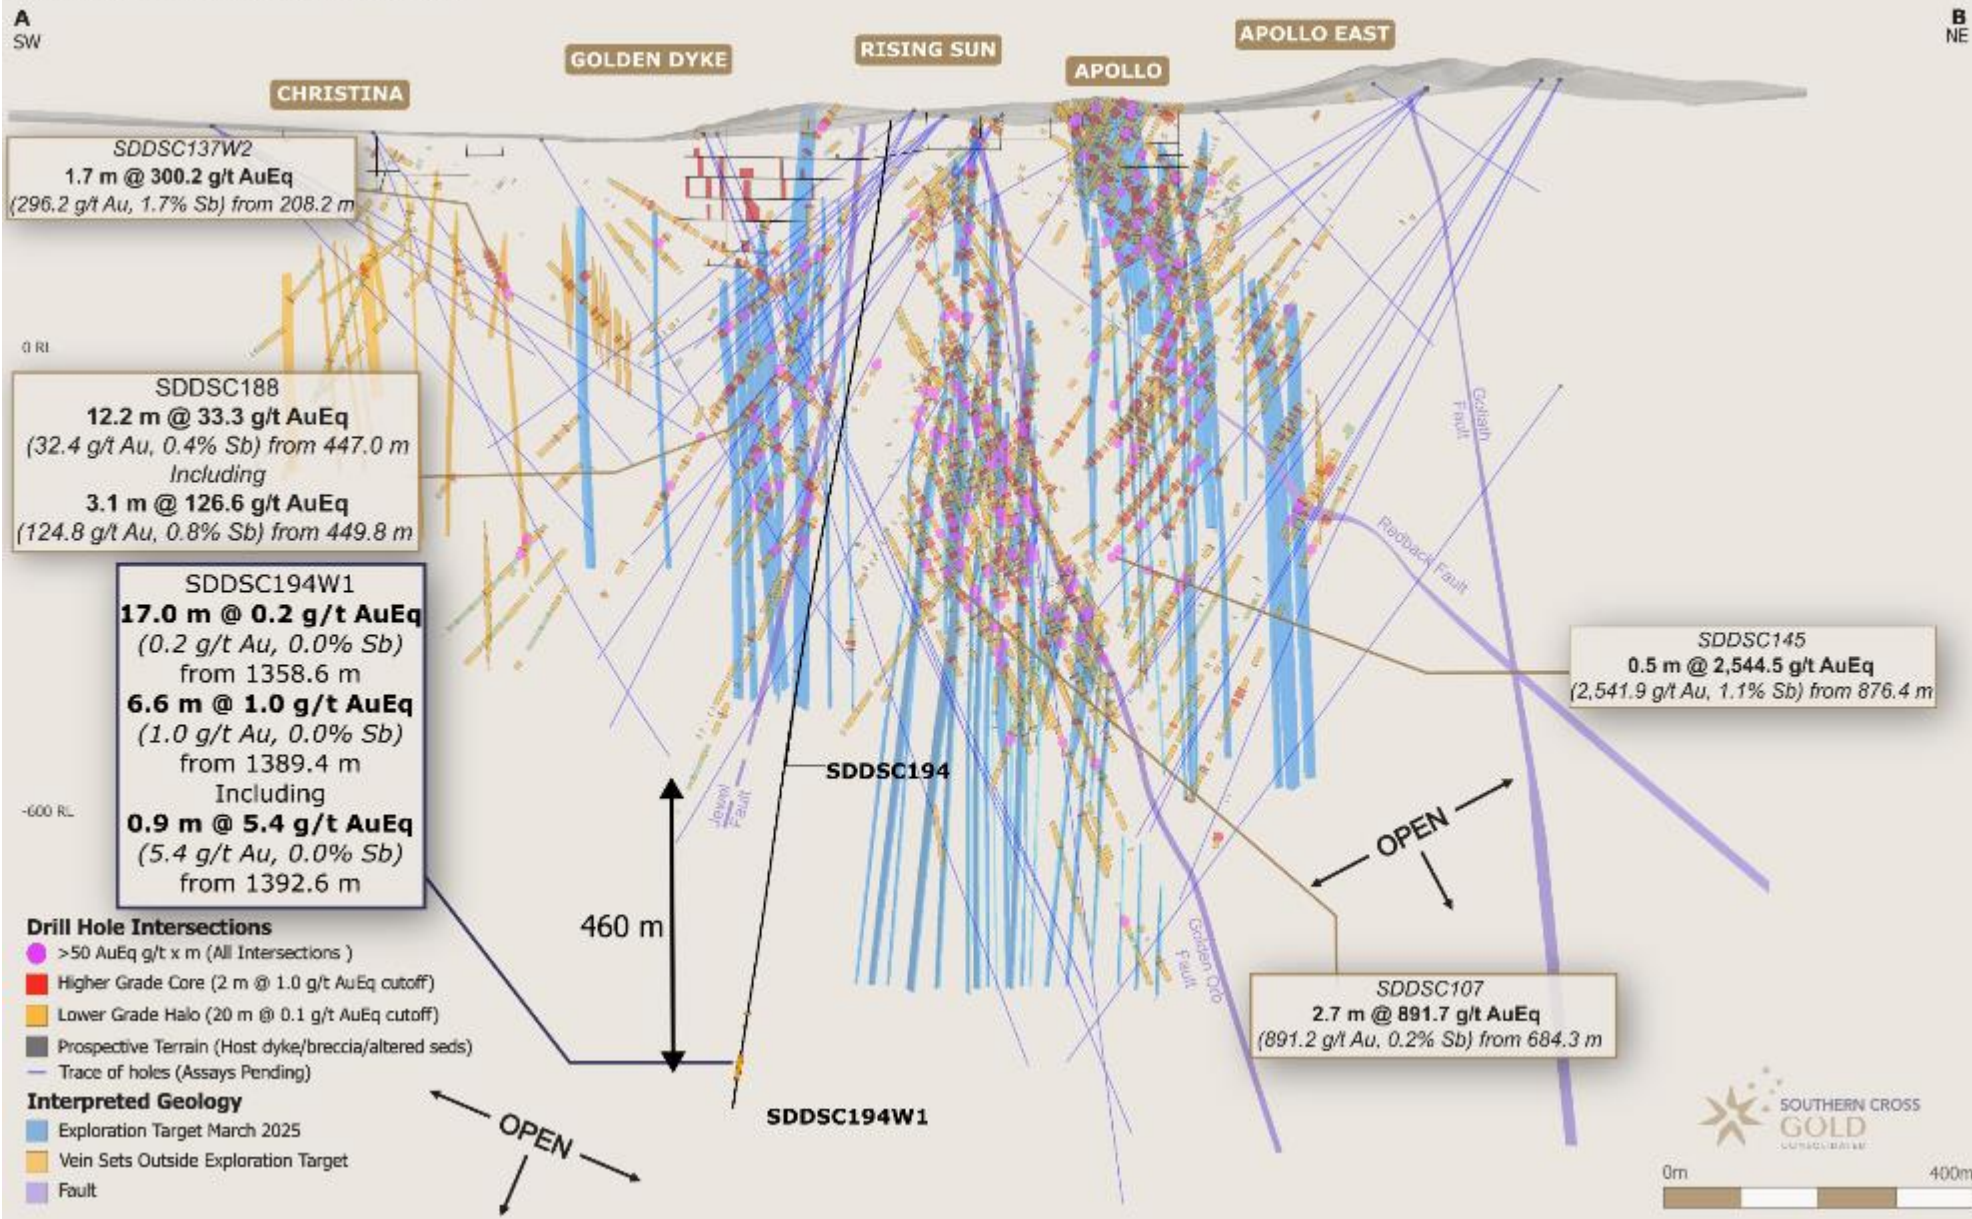 A
SW
B
NE
CHRISTINA
GOLDEN DYKE
RISING SUN
APOLLO
APOLLO EAST
SDDSC137W2
1.7 m @ 300.2 g/t AuEq
(296.2 g/t Au, 1.7% Sb) from 208.2 m
0 RL
SDDSC188
12.2 m @ 33.3 g/t AuEq
(32.4 g/t Au, 0.4% Sb) from 447.0 m
Including
3.1 m @ 126.6 g/t AuEq
(124.8 g/t Au, 0.8% Sb) from 449.8 m
SDDSC194W1
17.0 m @ 0.2 g/t AuEq
(0.2 g/t Au, 0.0% Sb)
from 1358.6 m
6.6 m @ 1.0 g/t AuEq
(1.0 g/t Au, 0.0% Sb)
from 1389.4 m
Including
0.9 m @ 5.4 g/t AuEq
(5.4 g/t Au, 0.0% Sb)
from 1392.6 m
-600 RL
Goliath
Fault
Redback Fault
SDDSC145
0.5 m @ 2,544.5 g/t AuEq
(2,541.9 g/t Au, 1.1% Sb) from 876.4 m
SDDSC194
Jewel
Fault
460 m
OPEN
Golden Orb
Fault
SDDSC107
2.7 m @ 891.7 g/t AuEq
(891.2 g/t Au, 0.2% Sb) from 684.3 m
SDDSC194W1
OPEN
Drill Hole Intersections
>50 AuEq g/t x m (All Intersections )
Higher Grade Core (2 m @ 1.0 g/t AuEq cutoff)
Lower Grade Halo (20 m @ 0.1 g/t AuEq cutoff)
Prospective Terrain (Host dyke/breccia/altered seds)
Trace of holes (Assays Pending)
Interpreted Geology
Exploration Target March 2025
Vein Sets Outside Exploration Target
Fault
SOUTHERN CROSS
GOLD
CONSOLIDATED
0m
400m